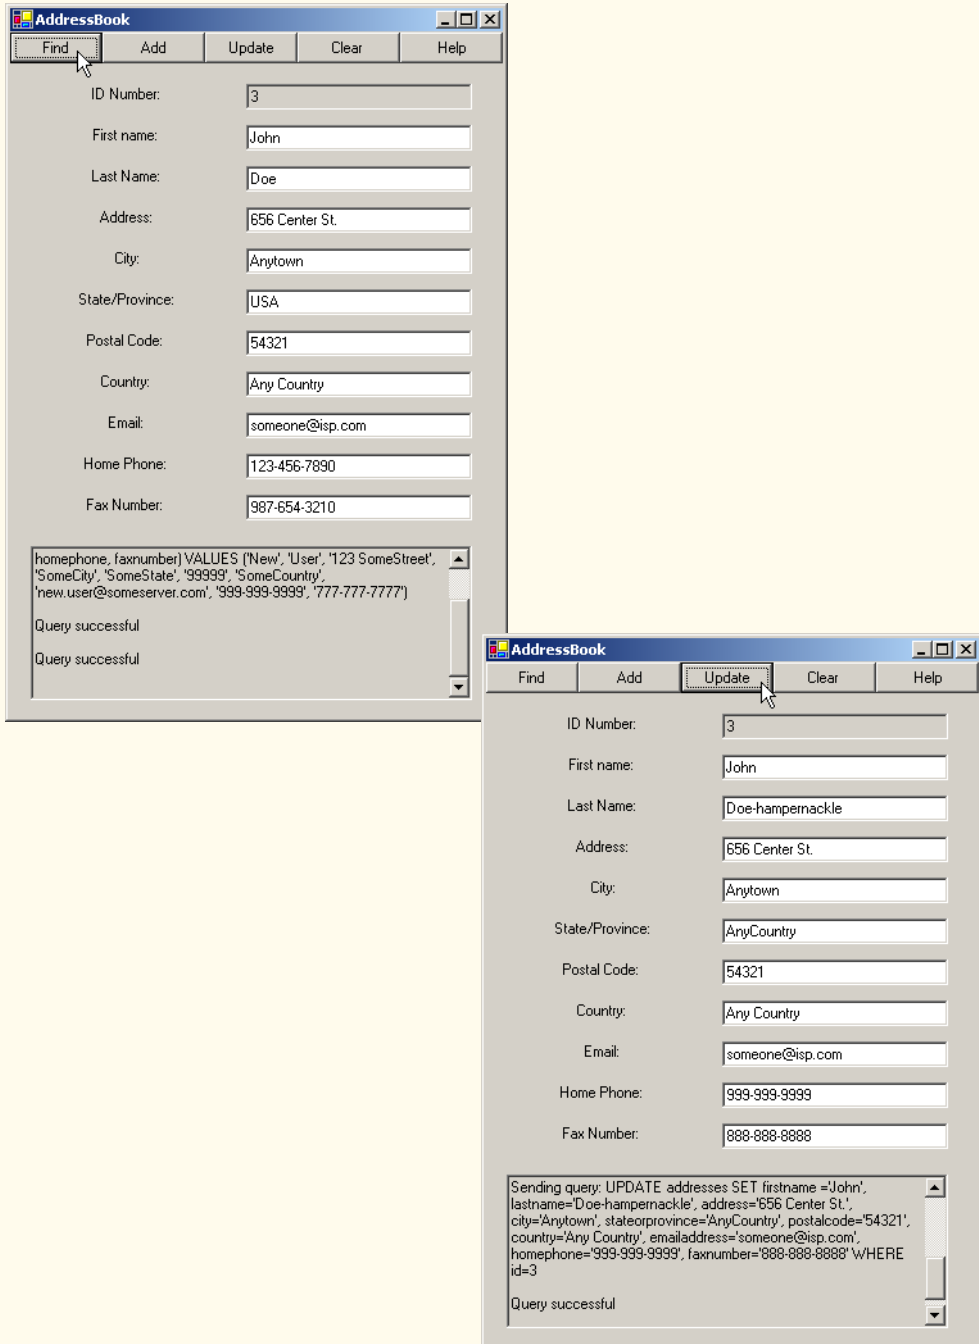 AddressBook
Find Add Update Clear Help
ID Number: 3
First name: John
Last Name: Doe
Address: 656 Center St.
City: Anytown
State/Province: USA
Postal Code: 54321
Country: Any Country
Email: someone@isp.com
Home Phone: 123-456-7890
Fax Number: 987-654-3210
homephone, faxnumber) VALUES ('New', 'User', '123 SomeStreet',
'SomeCity', 'SomeState', '99999', 'SomeCountry',
'new.user@someserver.com', '999-999-9999', '777-777-7777')
Query successful
Query successful
AddressBook
Find Add Update Clear Help
ID Number: 3
First name: John
Last Name: Doe-hampernackle
Address: 656 Center St.
City: Anytown
State/Province: AnyCountry
Postal Code: 54321
Country: Any Country
Email: someone@isp.com
Home Phone: 999-999-9999
Fax Number: 888-888-8888
Sending query: UPDATE addresses SET firstname ='John',
lastname='Doe-hampernackle', address='656 Center St.',
city='Anytown', stateorprovince='AnyCountry', postalcode='54321',
country='Any Country', emailaddress='someone@isp.com',
homephone='999-999-9999', faxnumber='888-888-8888' WHERE
id=3
Query successful